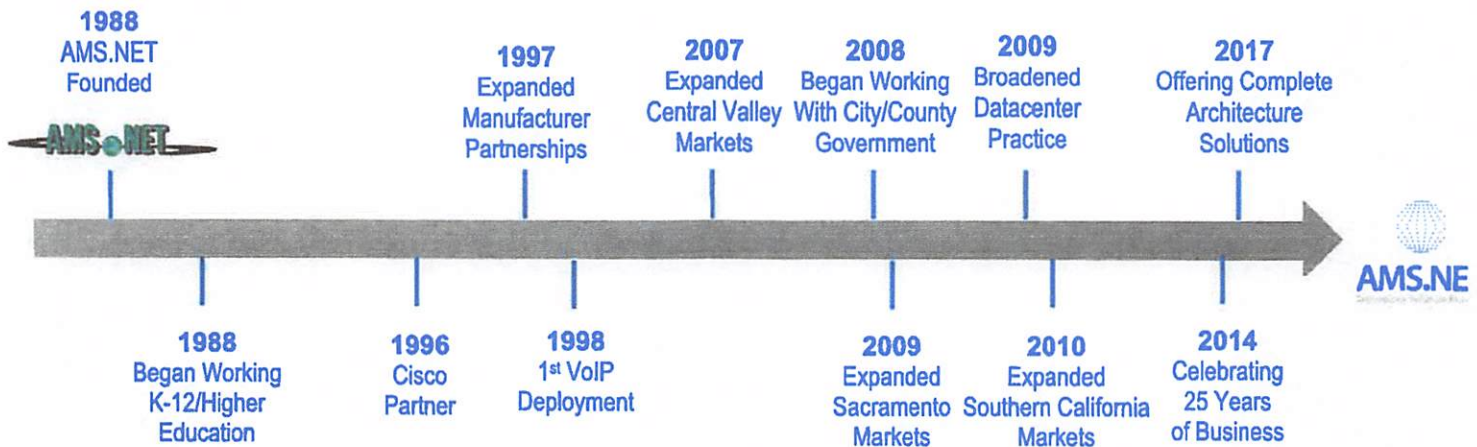 1988
AMS.NET
Founded
AMS.NET
1997
Expanded
Manufacturer
Partnerships
2007
Expanded
Central Valley
Markets
2008
Began Working
With City/County
Government
2009
Broadened
Datacenter
Practice
2017
Offering Complete
Architecture
Solutions
AMS.NE
1988
Began Working
K-12/Higher
Education
1996
Cisco
Partner
1998
1st VoIP
Deployment
2009
Expanded
Sacramento
Markets
2010
Expanded
Southern California
Markets
2014
Celebrating
25 Years
of Business